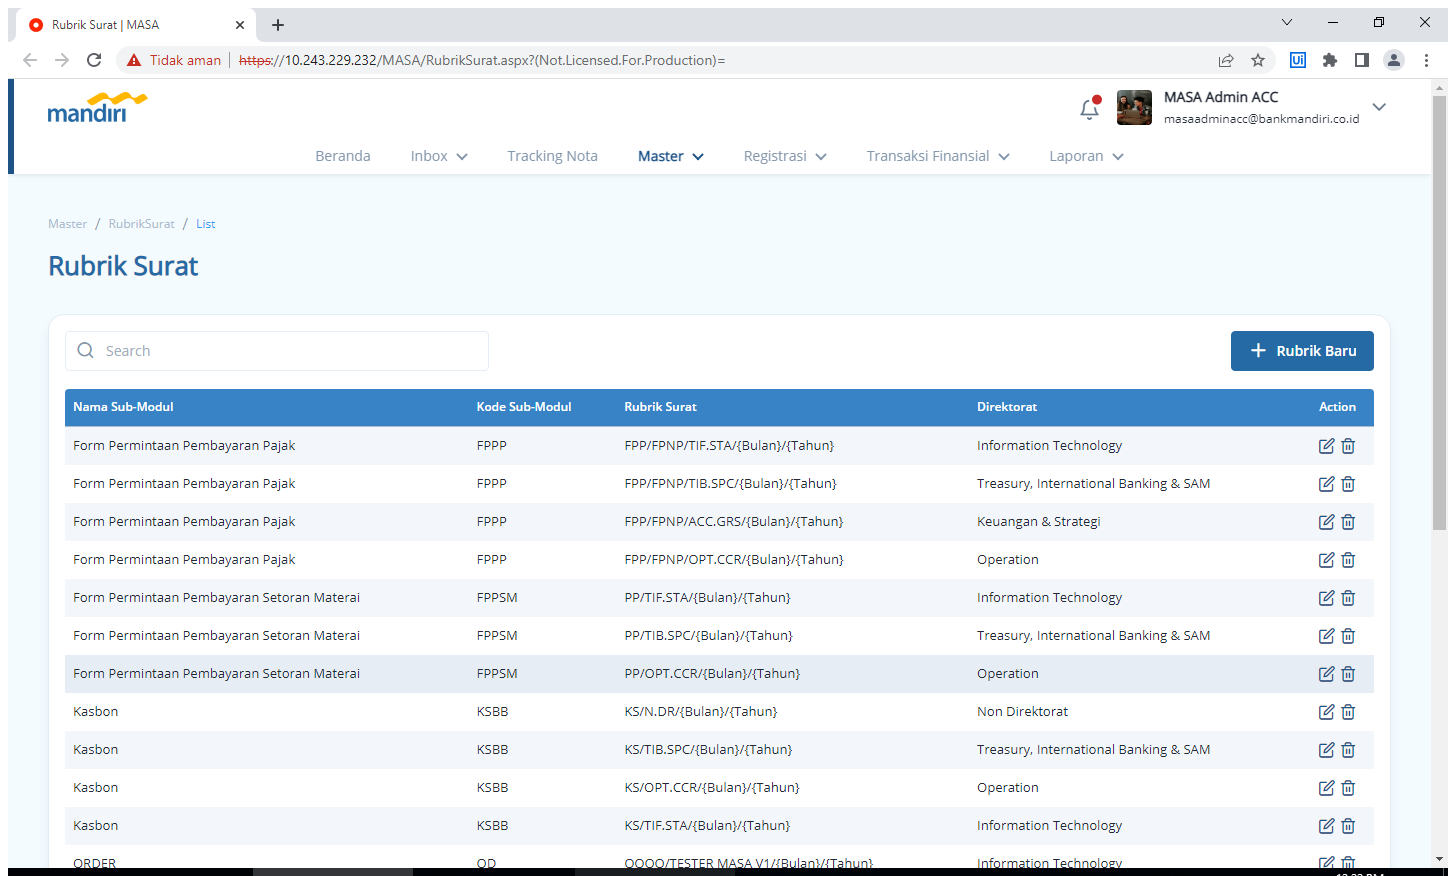 Rubrik Surat | MASA
Tidak aman
https://10.243.229.232/MASA/RubrikSurat.aspx?(Not.Licensed.For.Production)=
Ui
mandiri
MASA Admin ACC
masaadminacc@bankmandiri.co.id
Beranda Inbox Tracking Nota Master Registrasi Transaksi Finansial Laporan
Master / RubrikSurat / List
Rubrik Surat
Search
Rubrik Baru
Nama Sub-Modul Kode Sub-Modul Rubrik Surat Direktorat Action
Form Permintaan Pembayaran Pajak FPPP FPP/FPNP/TIF.STA/{Bulan}/{Tahun} Information Technology
Form Permintaan Pembayaran Pajak FPPP FPP/FPNP/TIB.SPC/{Bulan}/{Tahun} Treasury, International Banking & SAM
Form Permintaan Pembayaran Pajak FPPP FPP/FPNP/ACC.GRS/{Bulan}/{Tahun} Keuangan & Strategi
Form Permintaan Pembayaran Pajak FPPP FPP/FPNP/OPT.CCR/{Bulan}/{Tahun} Operation
Form Permintaan Pembayaran Setoran Materai FPPSM PP/TIF.STA/{Bulan}/{Tahun} Information Technology
Form Permintaan Pembayaran Setoran Materai FPPSM PP/TIB.SPC/{Bulan}/{Tahun} Treasury, International Banking & SAM
Form Permintaan Pembayaran Setoran Materai FPPSM PP/OPT.CCR/{Bulan}/{Tahun} Operation
Kasbon KSBB KS/N.DR/{Bulan}/{Tahun} Non Direktorat
Kasbon KSBB KS/TIB.SPC/{Bulan}/{Tahun} Treasury, International Banking & SAM
Kasbon KSBB KS/OPT.CCR/{Bulan}/{Tahun} Operation
Kasbon KSBB KS/TIF.STA/{Bulan}/{Tahun} Information Technology
ORDER OD OOOO/TESTER MASA V1/{Bulan}/{Tahun} Information Technology